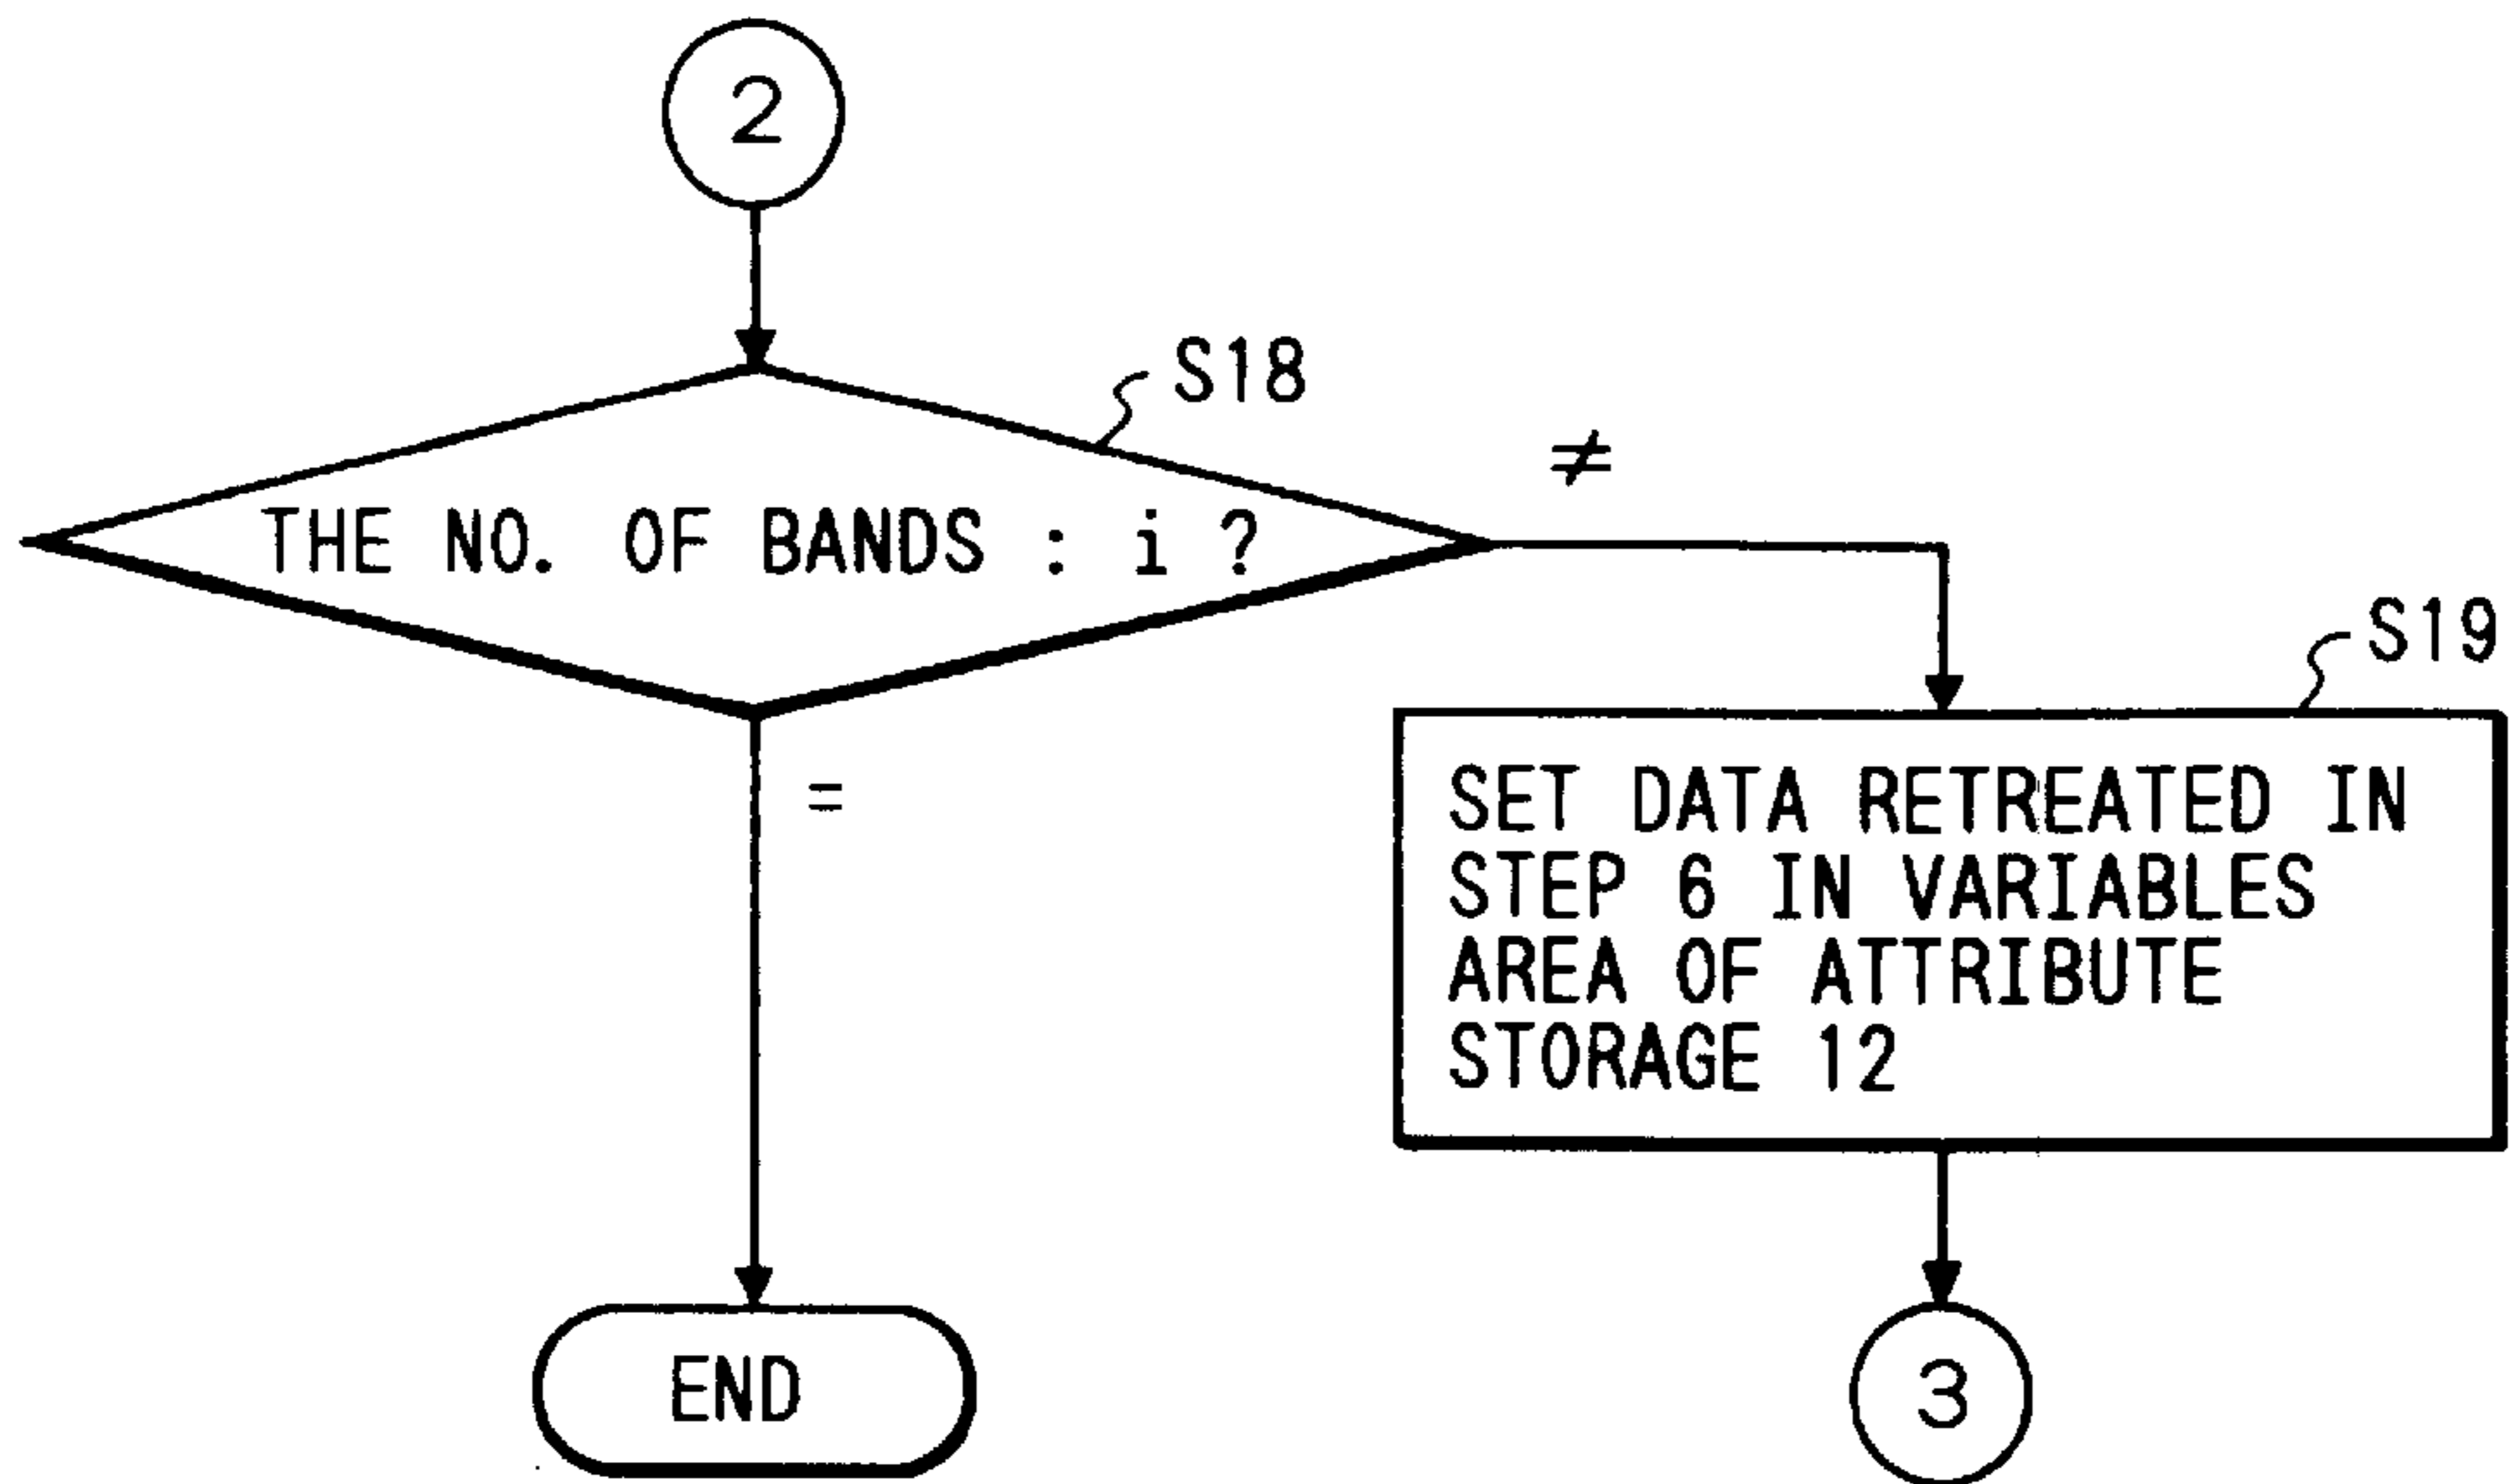 2
S18
≠
THE NO. OF BANDS : i ?
S19
=
SET DATA RETREATED IN
STEP 6 IN VARIABLES
AREA OF ATTRIBUTE
STORAGE 12
END
3